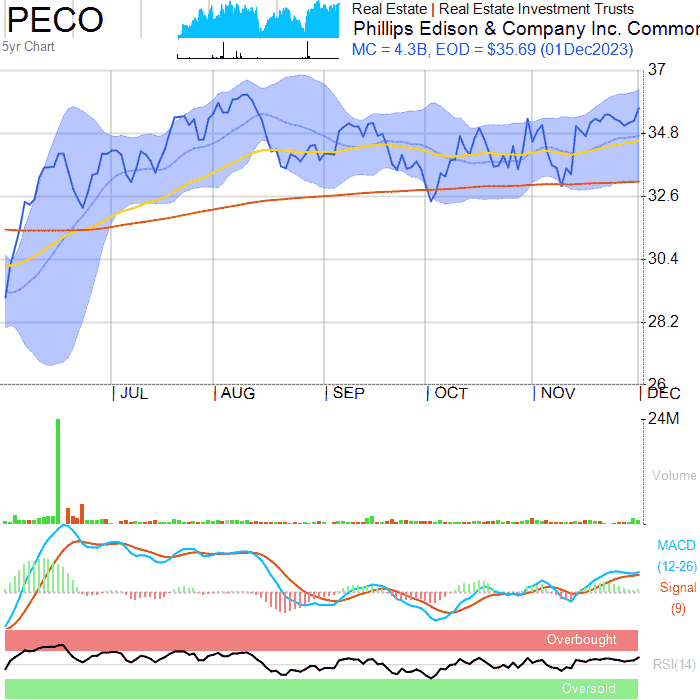 PECO
5yr Chart
Real Estate | Real Estate Investment Trusts
Phillips Edison & Company Inc. Common
MC = 4.3B, EOD = $35.69 (01Dec2023)
37
34.8
32.6
30.4
28.2
26
JUL
AUG
SEP
OCT
NOV
DEC
24M
Volume
MACD
(12-26)
Signal
(9)
Overbought
RSI(14)
Oversold